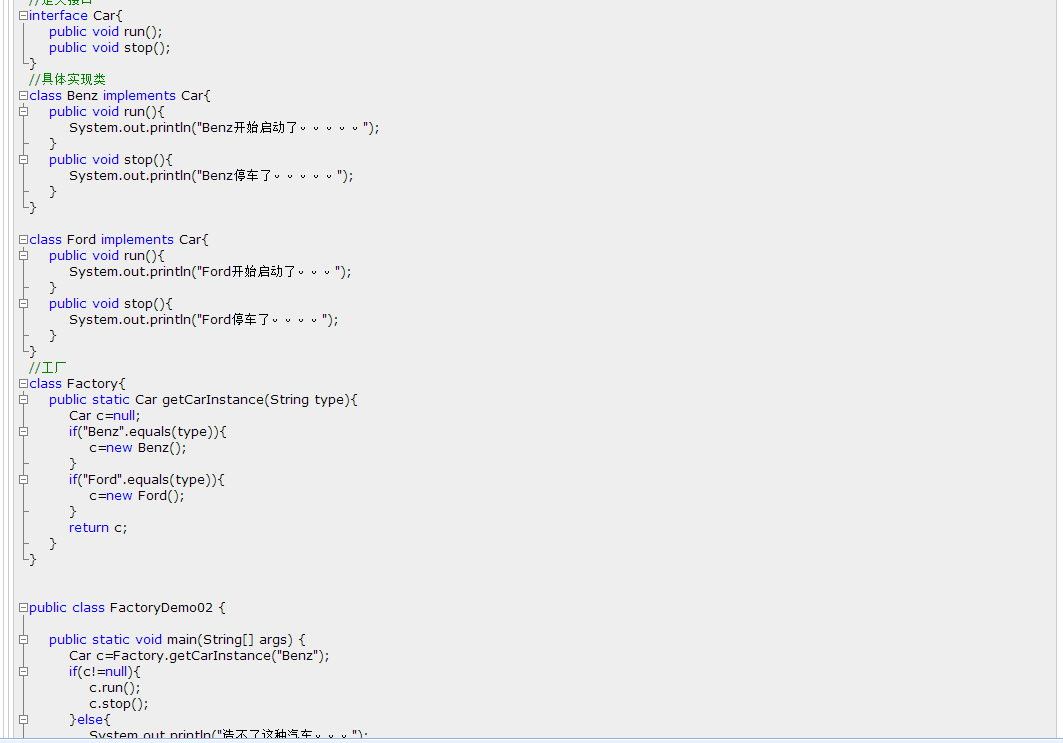 //定义接口
interface Car{
public void run();
public void stop();
}
//具体实现类
class Benz implements Car{
public void run(){
System.out.println("Benz开始启动了。。。。。");
}
public void stop(){
System.out.println("Benz停车了。。。。。");
}
}
class Ford implements Car{
public void run(){
System.out.println("Ford开始启动了。。。");
}
public void stop(){
System.out.println("Ford停车了。。。。");
}
}
//工厂
class Factory{
public static Car getCarInstance(String type){
Car c=null;
if("Benz".equals(type)){
c=new Benz();
}
if("Ford".equals(type)){
c=new Ford();
}
return c;
}
}
public class FactoryDemo02 {
public static void main(String[] args) {
Car c=Factory.getCarInstance("Benz");
if(c!=null){
c.run();
c.stop();
}else{
System.out.println("造不了这种汽车。。。");